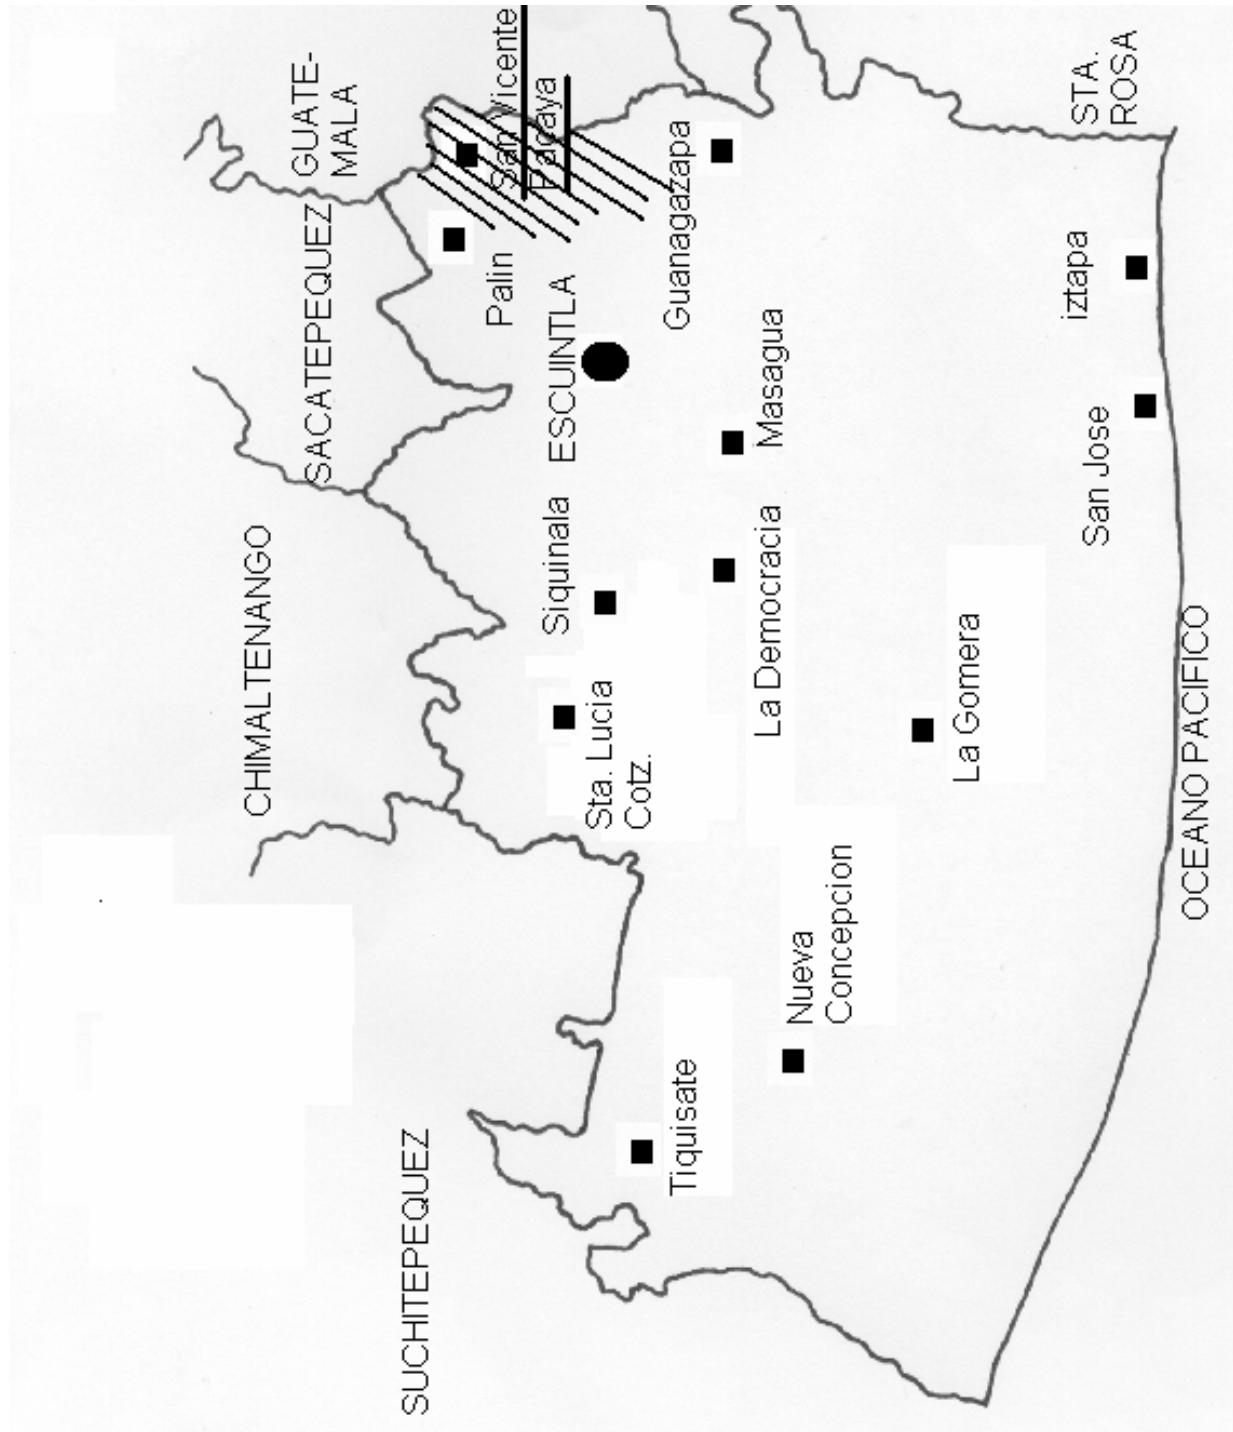 GUATE-
MALA
SACATEPEQUEZ
CHIMALTENANGO
SUCHITEPEQUEZ
San Vicente
Pacaya
Palin
ESCUINTLA
Siquinala
Sta. Lucia
Cotz.
Guanagazapa
Masagua
La Democracia
Tiquisate
Nueva
Concepcion
La Gomera
iztapa
San Jose
STA.
ROSA
OCEANO PACIFICO